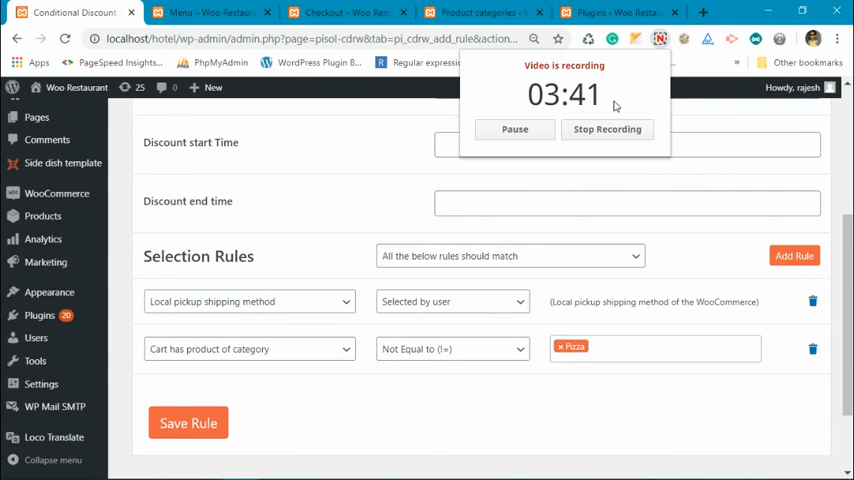 Conditional Discount
Menu – Woo Restaurant
Checkout – Woo Rest
Product categories ‹ W
Plugins ‹ Woo Restaur
localhost/hotel/wp-admin/admin.php?page=pisol-cdrw&tab=pi_cdrw_add_rule&action...
Apps
PageSpeed Insights...
PhpMyAdmin
WordPress Plugin B...
Regular expressi
»
Other bookmarks
Woo Restaurant
25
0
New
Howdy, rajesh
Video is recording
03:41
Pause
Stop Recording
Pages
Comments
Side dish template
WooCommerce
Products
Analytics
Marketing
Appearance
Plugins 20
Users
Tools
Settings
WP Mail SMTP
Loco Translate
Collapse menu
Discount start Time
Discount end time
Selection Rules
All the below rules should match
Add Rule
Local pickup shipping method
Selected by user
(Local pickup shipping method of the WooCommerce)
Cart has product of category
Not Equal to (!=)
× Pizza
Save Rule